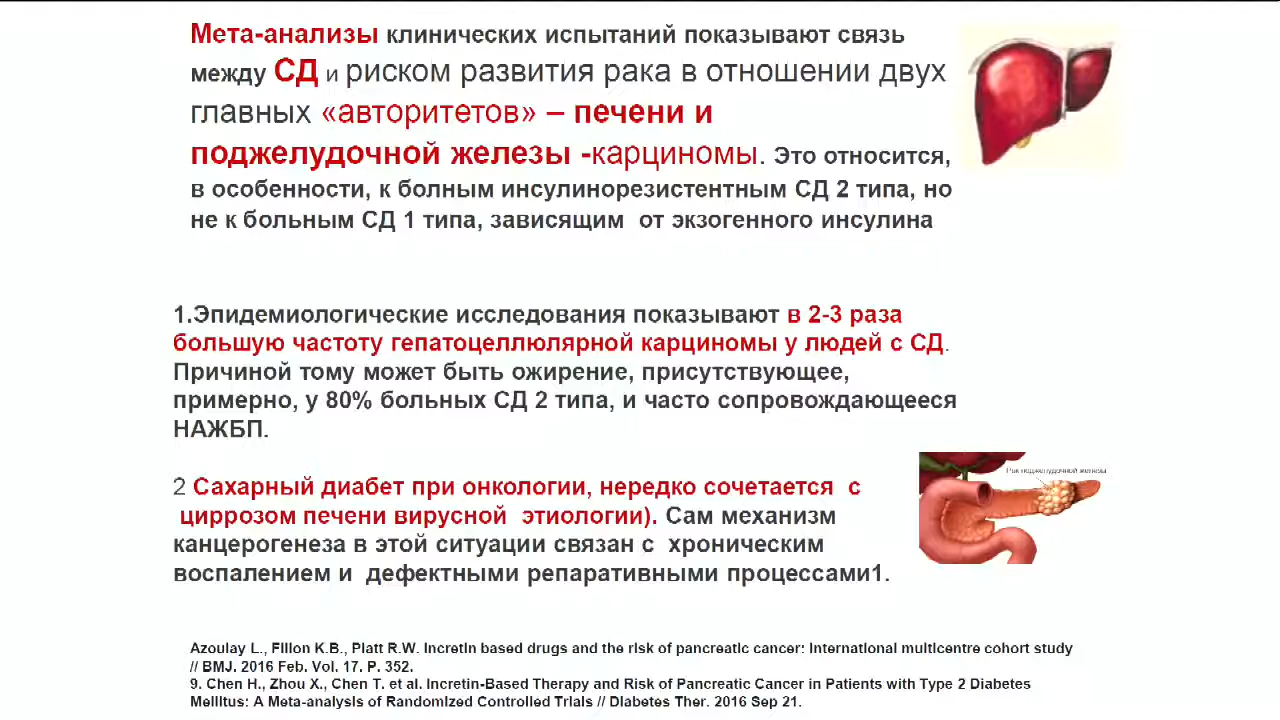 Мета-анализы клинических испытаний показывают связь
между СД и риском развития рака в отношении двух
главных «авторитетов» – печени и
поджелудочной железы -карциномы. Это относится,
в особенности, к болным инсулинорезистентным СД 2 типа, но
не к больным СД 1 типа, зависящим от экзогенного инсулина
1.Эпидемиологические исследования показывают в 2-3 раза
большую частоту гепатоцеллюлярной карциномы у людей с СД.
Причиной тому может быть ожирение, присутствующее,
примерно, у 80% больных СД 2 типа, и часто сопровождающееся
НАЖБП.
2 Сахарный диабет при онкологии, нередко сочетается с
циррозом печени вирусной этиологии). Сам механизм
канцерогенеза в этой ситуации связан с хроническим
воспалением и дефектными репаративными процессами1.
Рак поджелудочной железы
Azoulay L., Filion K.B., Platt R.W. Incretin based drugs and the risk of pancreatic cancer: international multicentre cohort study
// BMJ. 2016 Feb. Vol. 17. P. 352.
9. Chen H., Zhou X., Chen T. et al. Incretin-Based Therapy and Risk of Pancreatic Cancer in Patients with Type 2 Diabetes
Mellitus: A Meta-analysis of Randomized Controlled Trials // Diabetes Ther. 2016 Sep 21.